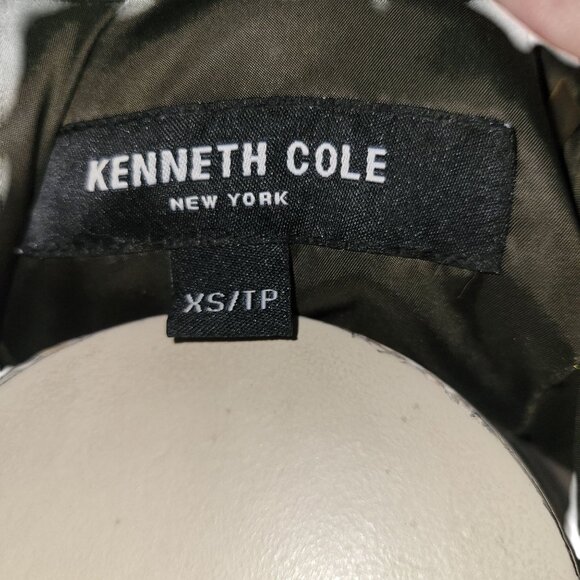 KENNETH COLE
NEW YORK
XS/TP